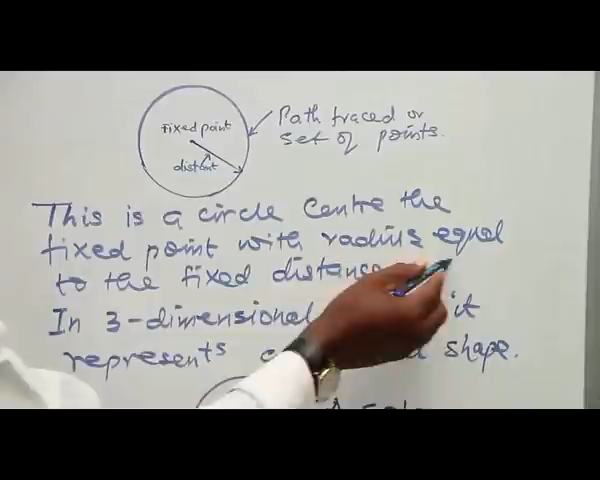 fixed point
distant
Path traced or
set of points.
This is a circle centre the
fixed point with radius equal
to the fixed distance
In 3-dimensional it
represents shape.